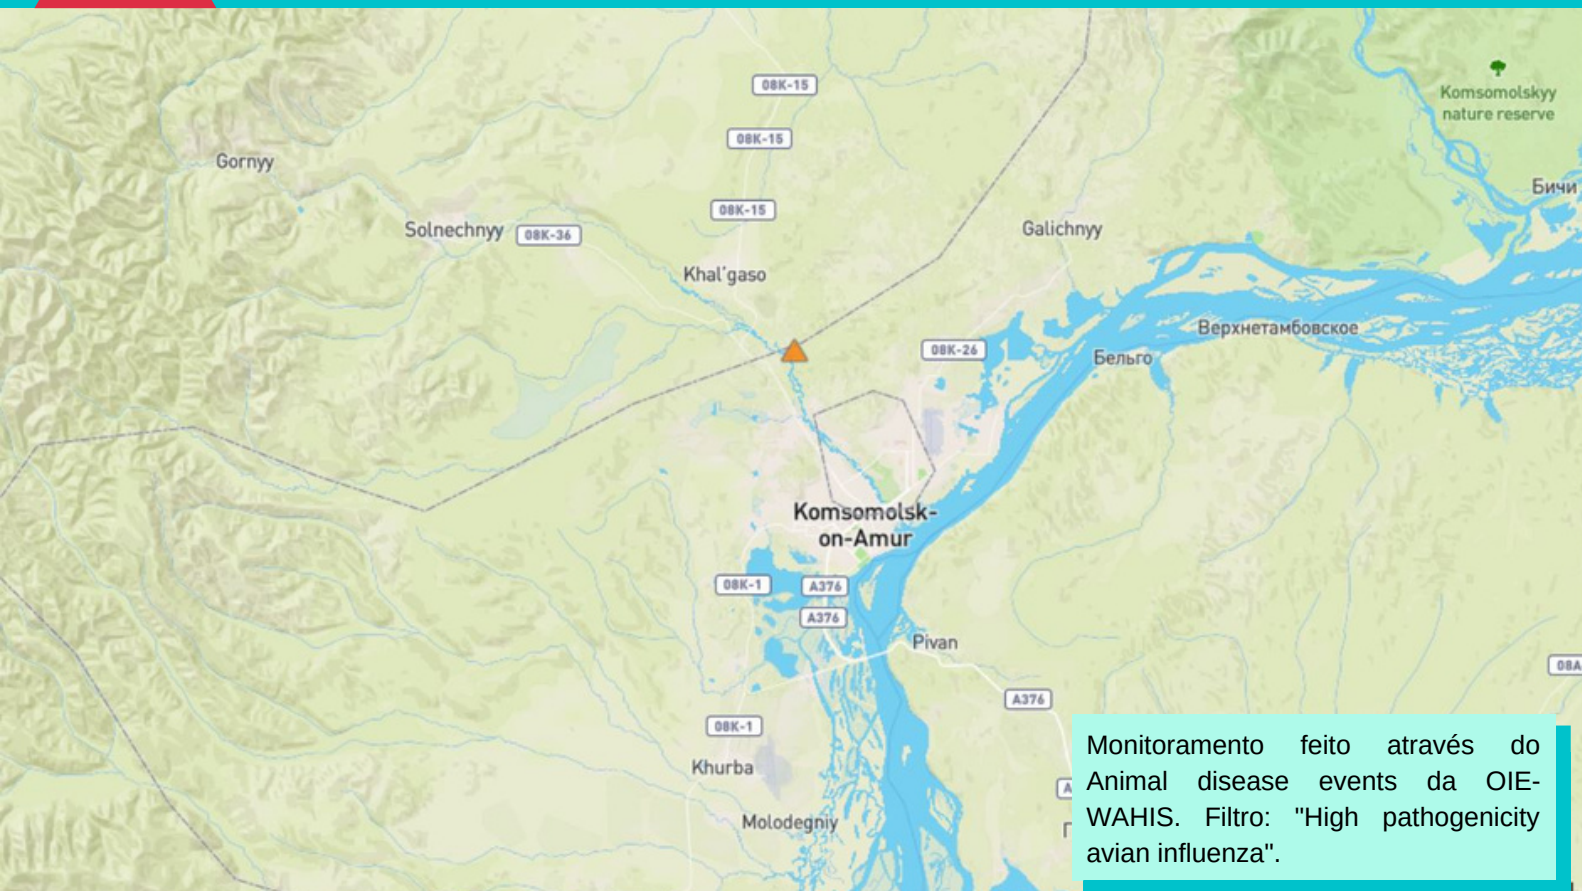 08K-15
Komsomolskyy
nature reserve
08K-15
Gornyy
Бичи
08K-15
Solnechnyy
08K-36
Galichnyy
Khal'gaso
Верхнетамбовское
08K-26
Бельго
Komsomolsk-
on-Amur
08K-1
A376
A376
Pivan
08A
A376
08K-1
Khurba
Molodegniy
Monitoramento feito através do
Animal disease events da OIE-
WAHIS. Filtro: "High pathogenicity
avian influenza".